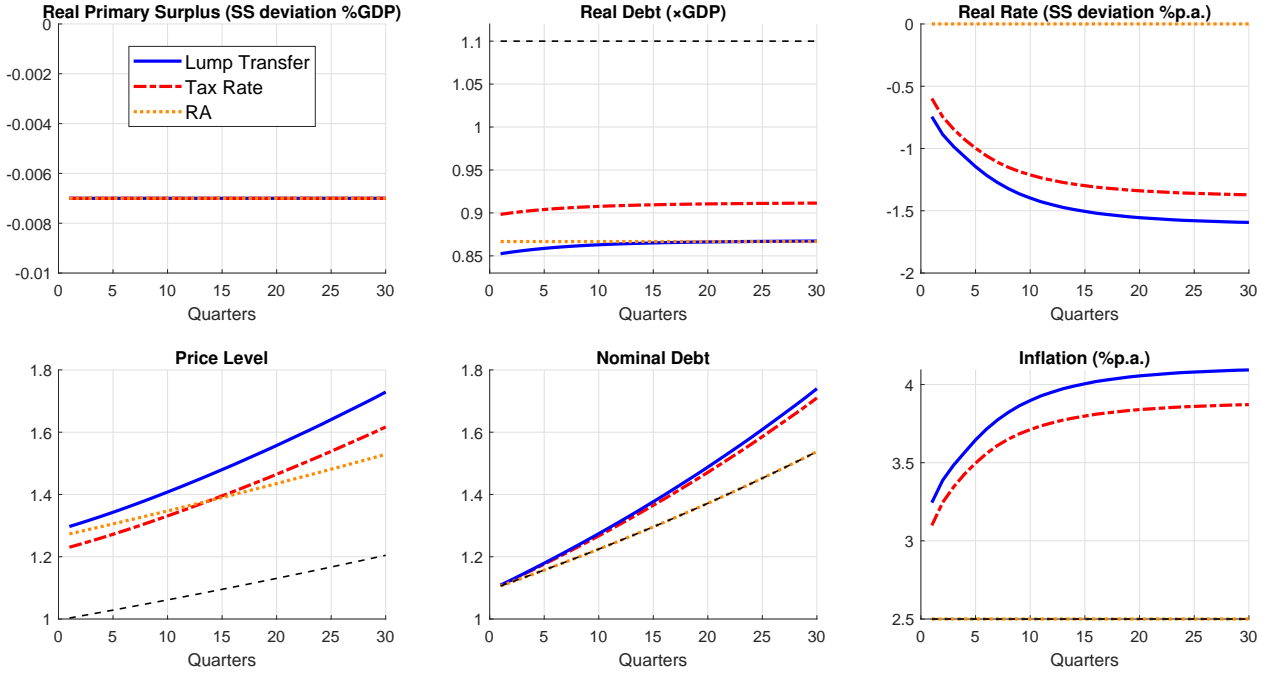 Real Primary Surplus (SS deviation %GDP)
0
-0.002
-0.004
-0.006
-0.008
-0.01
0 5 10 15 20 25 30
Quarters
Lump Transfer
Tax Rate
RA
Real Debt (×GDP)
1.1
1.05
1
0.95
0.9
0.85
0 5 10 15 20 25 30
Quarters
Real Rate (SS deviation %p.a.)
0
-0.5
-1
-1.5
-2
0 5 10 15 20 25 30
Quarters
Price Level
1.8
1.6
1.4
1.2
1
0 5 10 15 20 25 30
Quarters
Nominal Debt
1.8
1.6
1.4
1.2
1
0 5 10 15 20 25 30
Quarters
Inflation (%p.a.)
4
3.5
3
2.5
0 5 10 15 20 25 30
Quarters